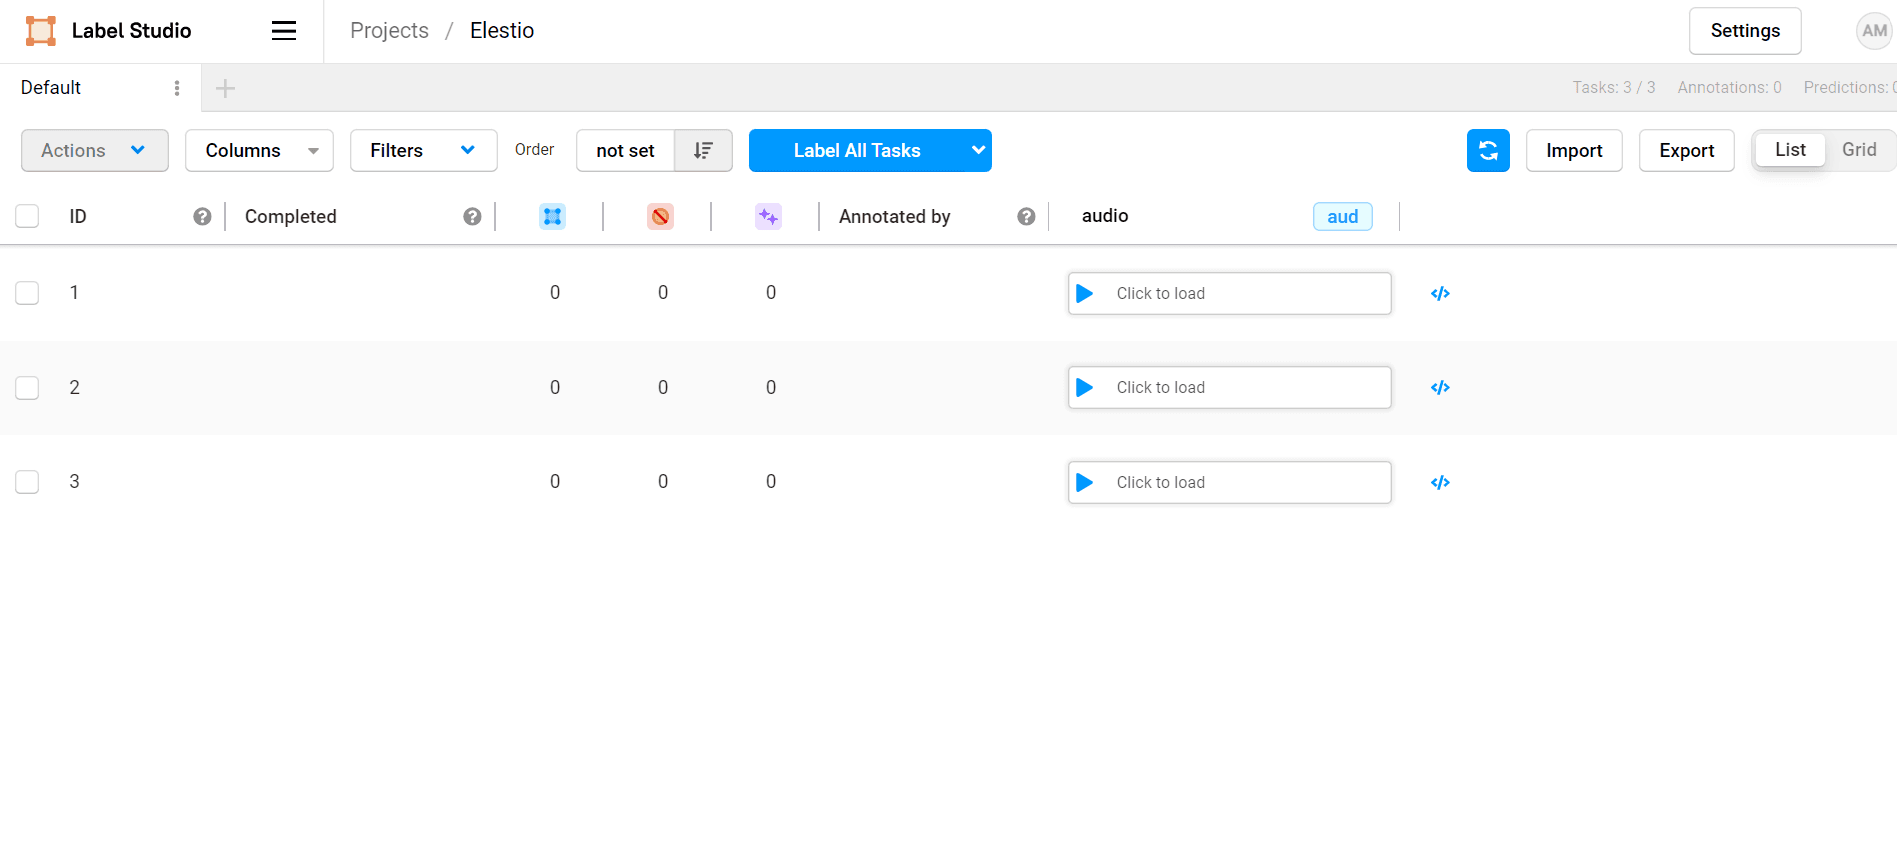 Label Studio Projects / Elestio Settings AM
Default Tasks: 3 / 3 Annotations: 0 Predictions: 0
Actions Columns Filters Order not set Label All Tasks Import Export List Grid
ID Completed Annotated by audio aud
1 0 0 0 Click to load
2 0 0 0 Click to load
3 0 0 0 Click to load